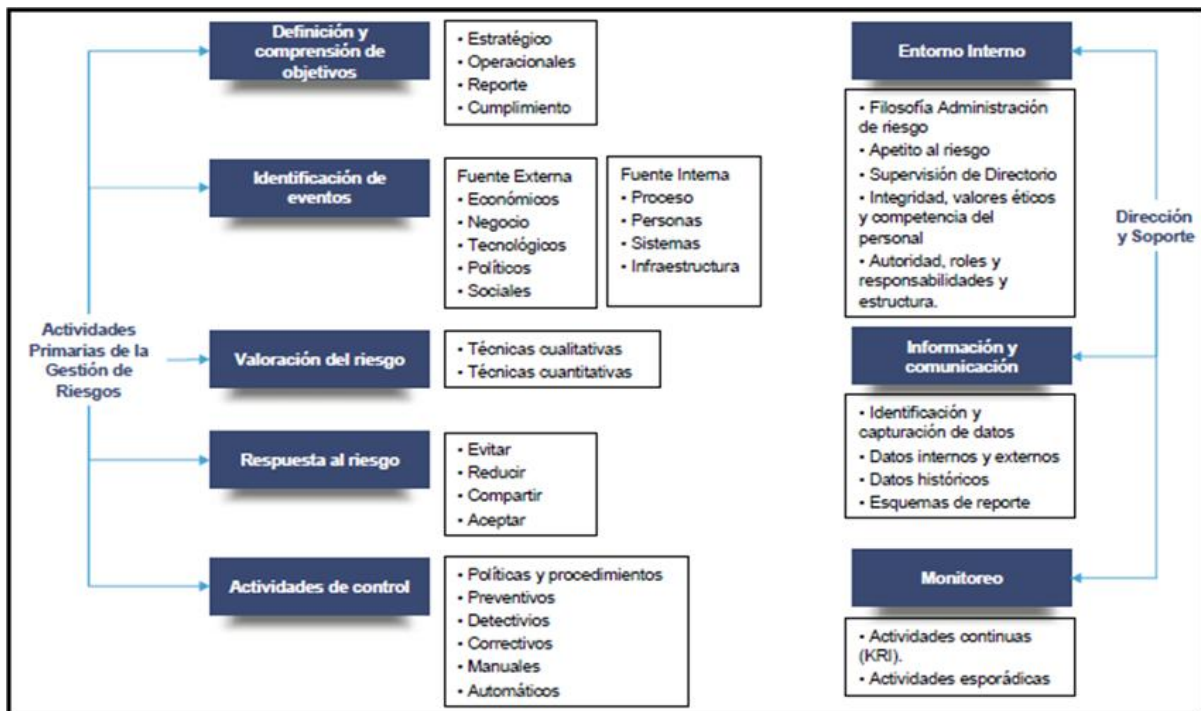 Definición y
comprensión de
objetivos
• Estratégico
• Operacionales
• Reporte
• Cumplimiento
Identificación de
eventos
Fuente Externa
• Económicos
• Negocio
• Tecnológicos
• Políticos
• Sociales
Fuente Interna
• Proceso
• Personas
• Sistemas
• Infraestructura
Actividades
Primarias de la
Gestión de
Riesgos
Valoración del riesgo
• Técnicas cualitativas
• Técnicas cuantitativas
Respuesta al riesgo
• Evitar
• Reducir
• Compartir
• Aceptar
Actividades de control
• Políticas y procedimientos
• Preventivos
• Detectivios
• Correctivos
• Manuales
• Automáticos
Entorno Interno
• Filosofía Administración
de riesgo
• Apetito al riesgo
• Supervisión de Directorio
• Integridad, valores éticos
y competencia del
personal
• Autoridad, roles y
responsabilidades y
estructura.
Dirección
y Soporte
Información y
comunicación
• Identificación y
capturación de datos
• Datos internos y externos
• Datos históricos
• Esquemas de reporte
Monitoreo
• Actividades continuas
(KRI).
• Actividades esporádicas